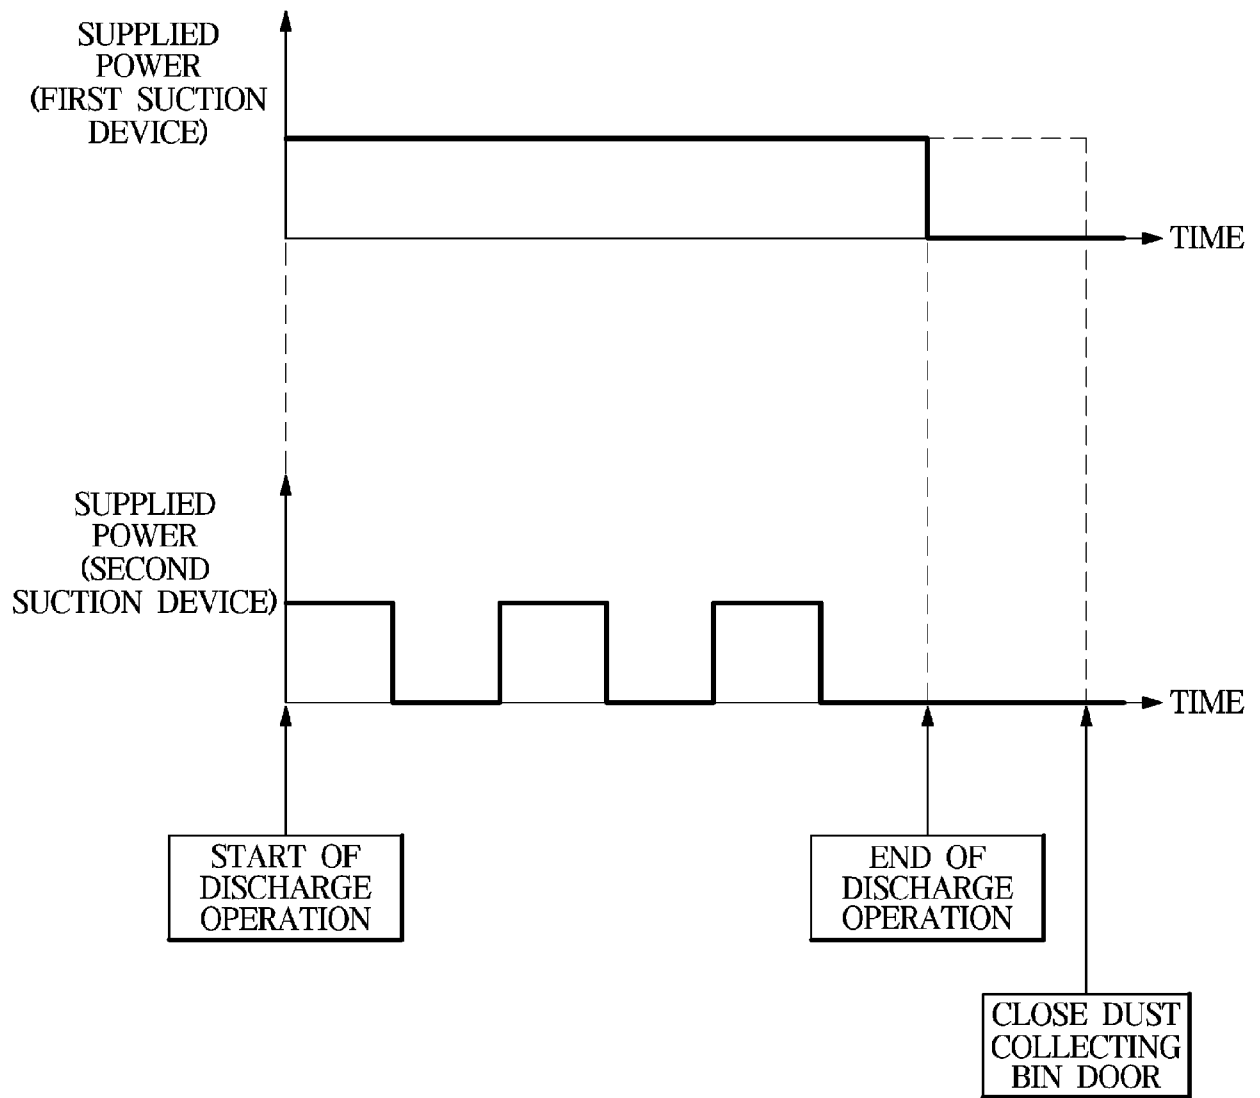 SUPPLIED
POWER
(FIRST SUCTION
DEVICE)
TIME
SUPPLIED
POWER
(SECOND
SUCTION DEVICE)
TIME
START OF
DISCHARGE
OPERATION
END OF
DISCHARGE
OPERATION
CLOSE DUST
COLLECTING
BIN DOOR